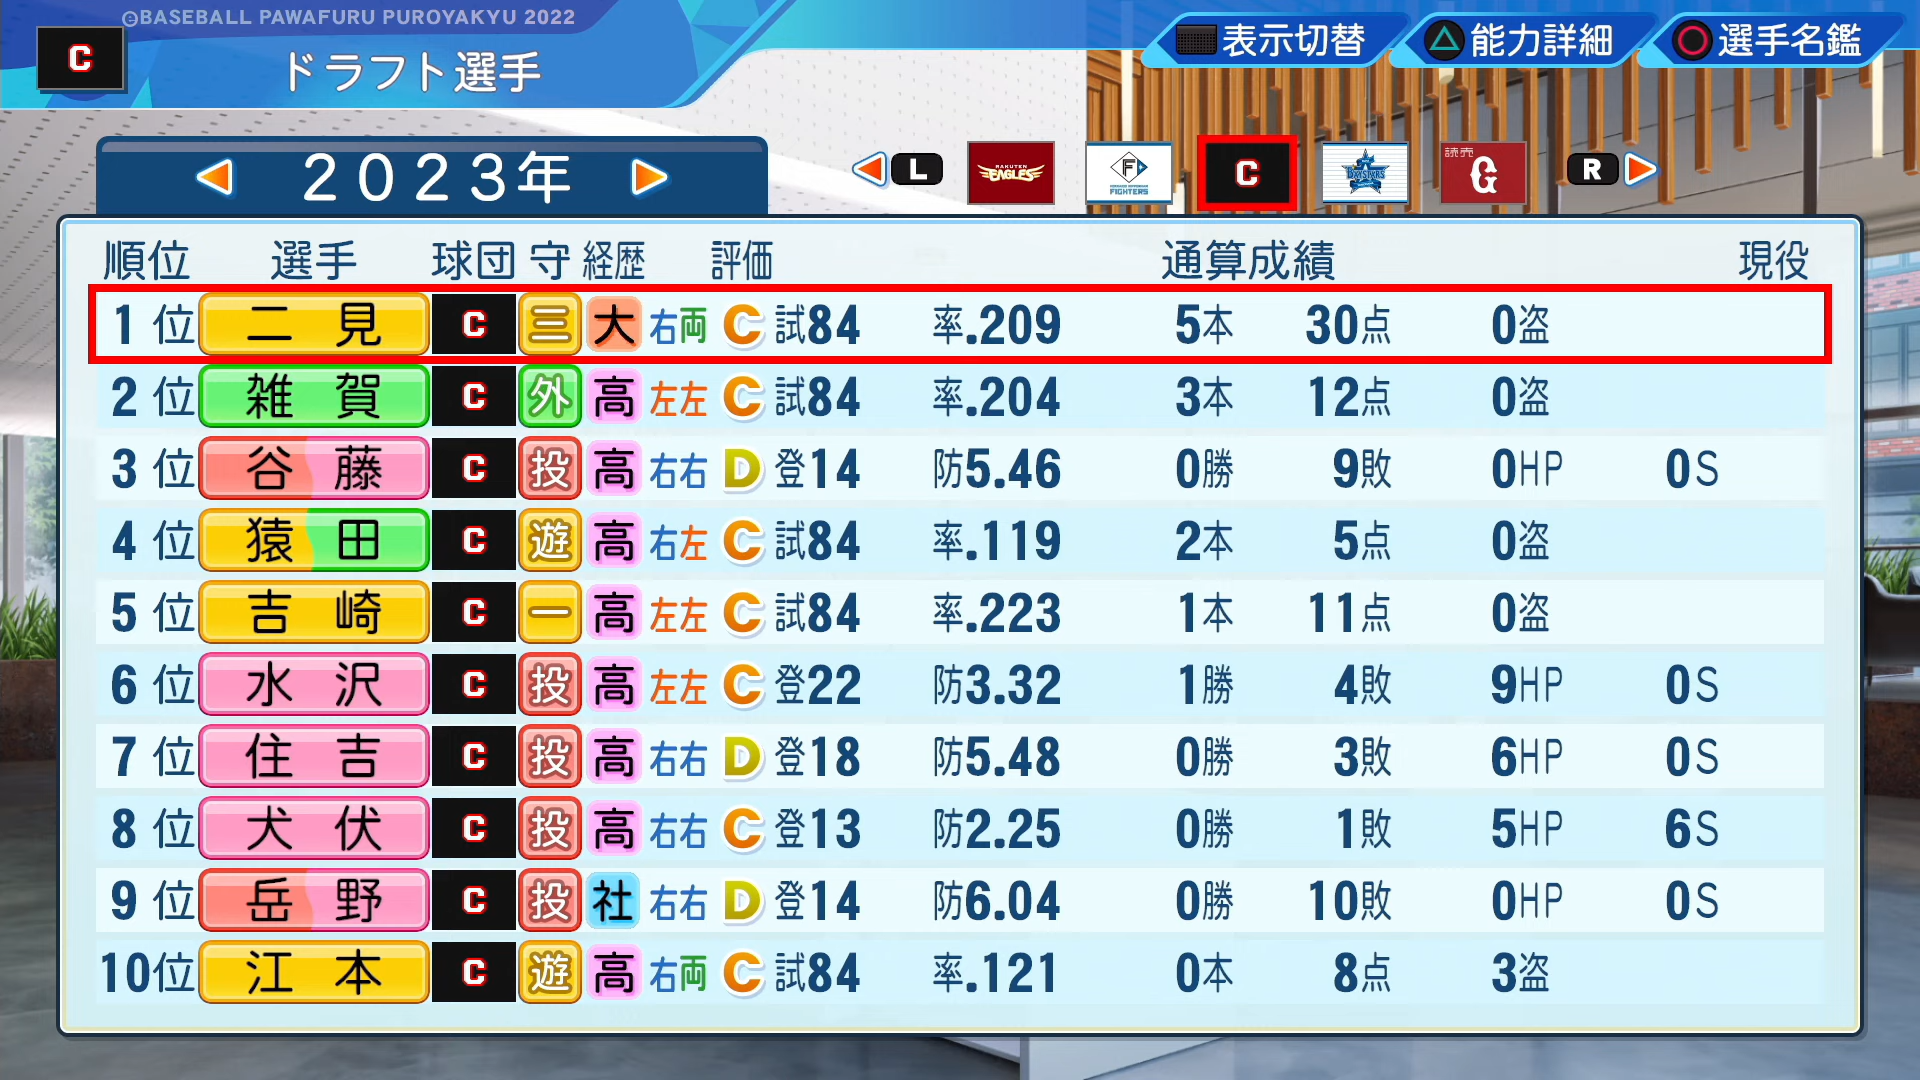 ©BASEBALL PAWAFURU PUROYAKYU 2022
C ドラフト選手 表示切替 能力詳細 選手名鑑
2023年 L RAKUTEN EAGLES F HOKKAIDO NIPPONHAM FIGHTERS C BAYSTARS 読売 G R
順位 選手 球団 守 経歴 評価 通算成績 現役
1位 二見 C 三 大 右両 C 試84 率.209 5本 30点 0盗
2位 雑賀 C 外 高 左左 C 試84 率.204 3本 12点 0盗
3位 谷藤 C 投 高 右右 D 登14 防5.46 0勝 9敗 0HP 0S
4位 猿田 C 遊 高 右左 C 試84 率.119 2本 5点 0盗
5位 吉崎 C 一 高 左左 C 試84 率.223 1本 11点 0盗
6位 水沢 C 投 高 左左 C 登22 防3.32 1勝 4敗 9HP 0S
7位 住吉 C 投 高 右右 D 登18 防5.48 0勝 3敗 6HP 0S
8位 犬伏 C 投 高 右右 C 登13 防2.25 0勝 1敗 5HP 6S
9位 岳野 C 投 社 右右 D 登14 防6.04 0勝 10敗 0HP 0S
10位 江本 C 遊 高 右両 C 試84 率.121 0本 8点 3盗